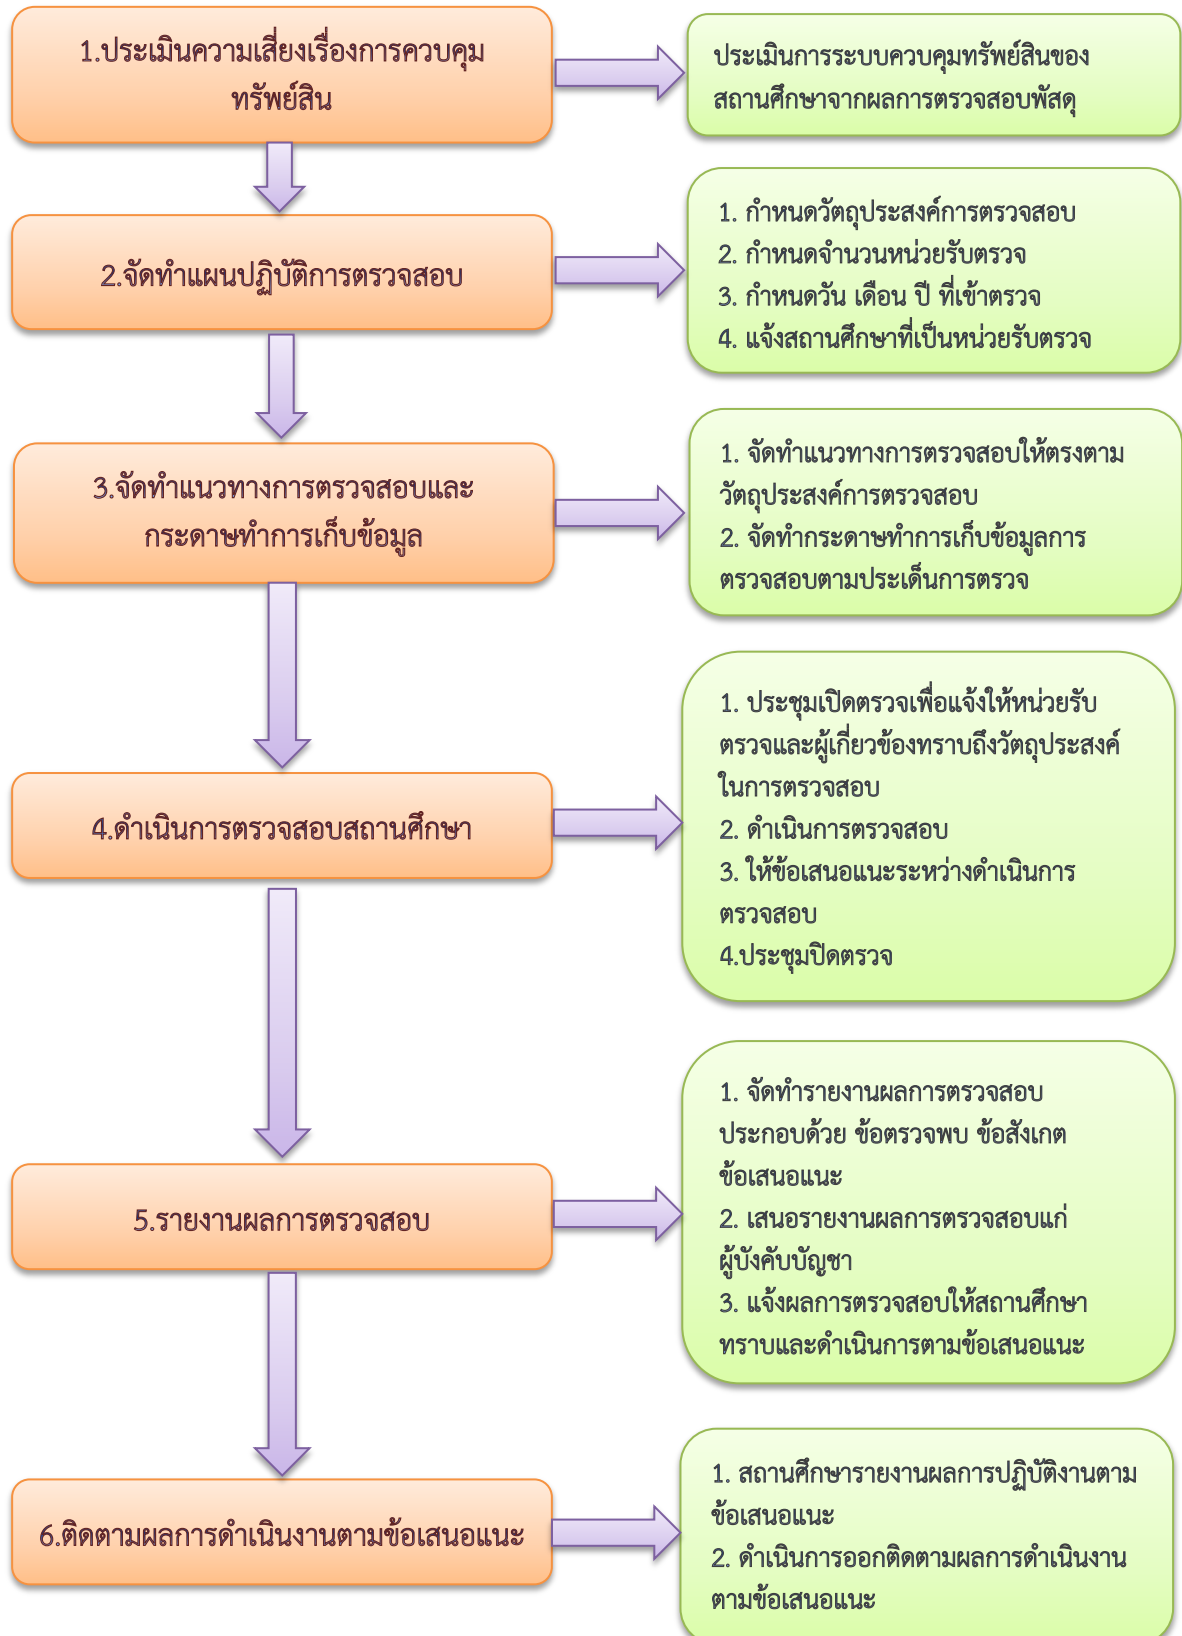 1.ประเมินความเสี่ยงเรื่องการควบคุม
ทรัพย์สิน
ประเมินการระบบควบคุมทรัพย์สินของ
สถานศึกษาจากผลการตรวจสอบพัสดุ
2.จัดทำแผนปฏิบัติการตรวจสอบ
1. กำหนดวัตถุประสงค์การตรวจสอบ
2. กำหนดจำนวนหน่วยรับตรวจ
3. กำหนดวัน เดือน ปี ที่เข้าตรวจ
4. แจ้งสถานศึกษาที่เป็นหน่วยรับตรวจ
3.จัดทำแนวทางการตรวจสอบและ
กระดาษทำการเก็บข้อมูล
1. จัดทำแนวทางการตรวจสอบให้ตรงตาม
วัตถุประสงค์การตรวจสอบ
2. จัดทำกระดาษทำการเก็บข้อมูลการ
ตรวจสอบตามประเด็นการตรวจ
4.ดำเนินการตรวจสอบสถานศึกษา
1. ประชุมเปิดตรวจเพื่อแจ้งให้หน่วยรับ
ตรวจและผู้เกี่ยวข้องทราบถึงวัตถุประสงค์
ในการตรวจสอบ
2. ดำเนินการตรวจสอบ
3. ให้ข้อเสนอแนะระหว่างดำเนินการ
ตรวจสอบ
4.ประชุมปิดตรวจ
5.รายงานผลการตรวจสอบ
1. จัดทำรายงานผลการตรวจสอบ
ประกอบด้วย ข้อตรวจพบ ข้อสังเกต
ข้อเสนอแนะ
2. เสนอรายงานผลการตรวจสอบแก่
ผู้บังคับบัญชา
3. แจ้งผลการตรวจสอบให้สถานศึกษา
ทราบและดำเนินการตามข้อเสนอแนะ
6.ติดตามผลการดำเนินงานตามข้อเสนอแนะ
1. สถานศึกษารายงานผลการปฏิบัติงานตาม
ข้อเสนอแนะ
2. ดำเนินการออกติดตามผลการดำเนินงาน
ตามข้อเสนอแนะ